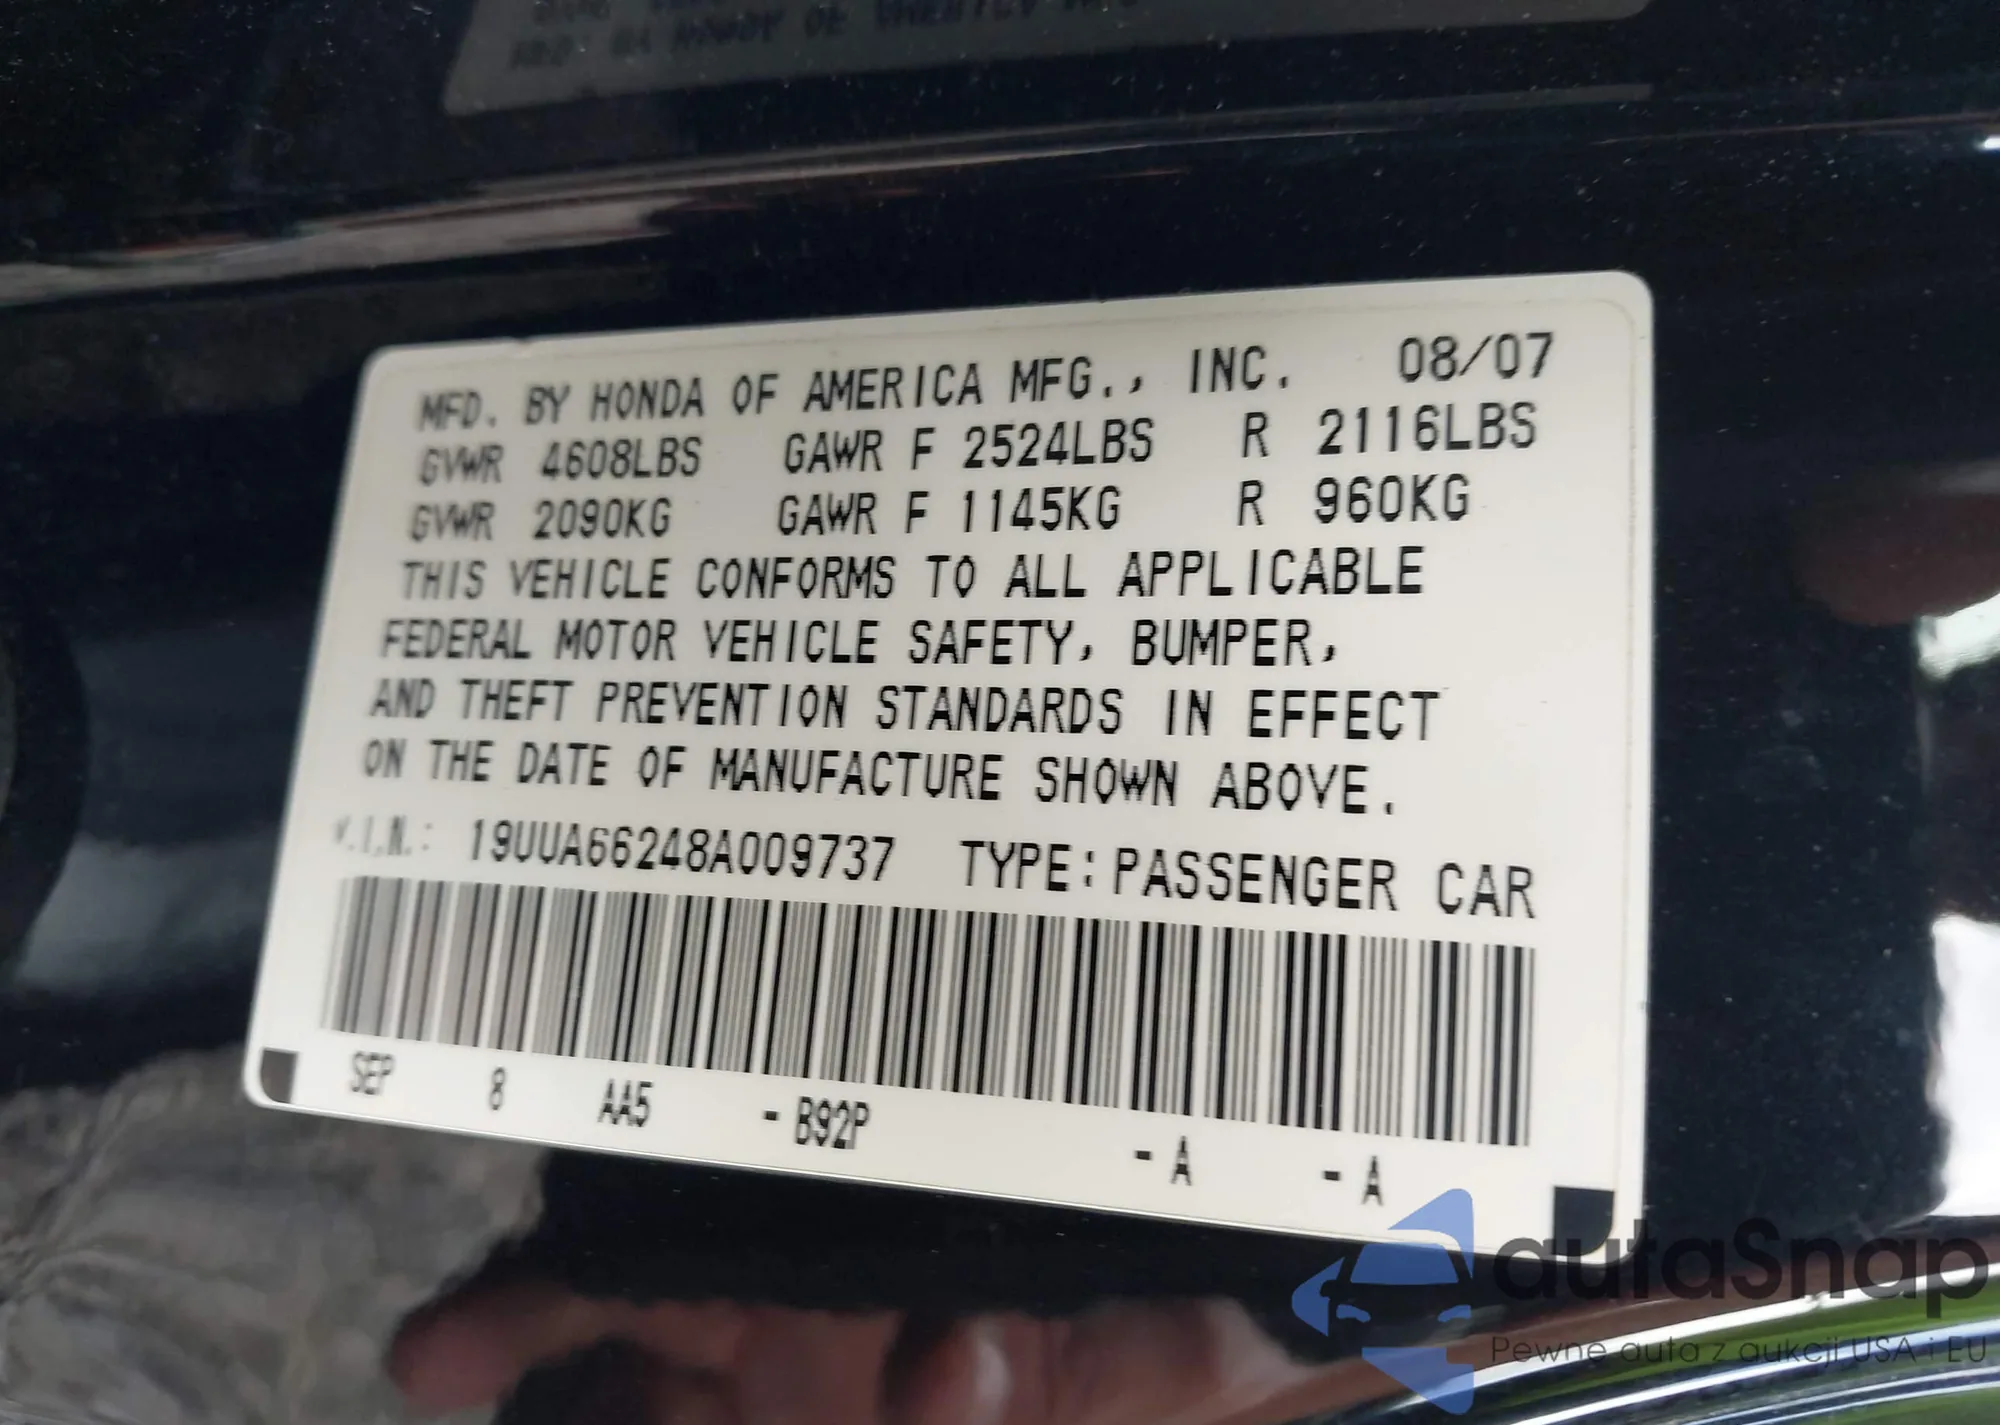 MFD. BY HONDA OF AMERICA MFG., INC. 08/07
GVWR 4608LBS GAWR F 2524LBS R 2116LBS
GVWR 2090KG GAWR F 1145KG R 960KG
THIS VEHICLE CONFORMS TO ALL APPLICABLE
FEDERAL MOTOR VEHICLE SAFETY, BUMPER,
AND THEFT PREVENTION STANDARDS IN EFFECT
ON THE DATE OF MANUFACTURE SHOWN ABOVE.
V.I.N.: 19UUA66248A009737 TYPE: PASSENGER CAR
SEP 8 AA5 - B92P - A - A
autaSnap
Pewne auta z aukcji USA i EU